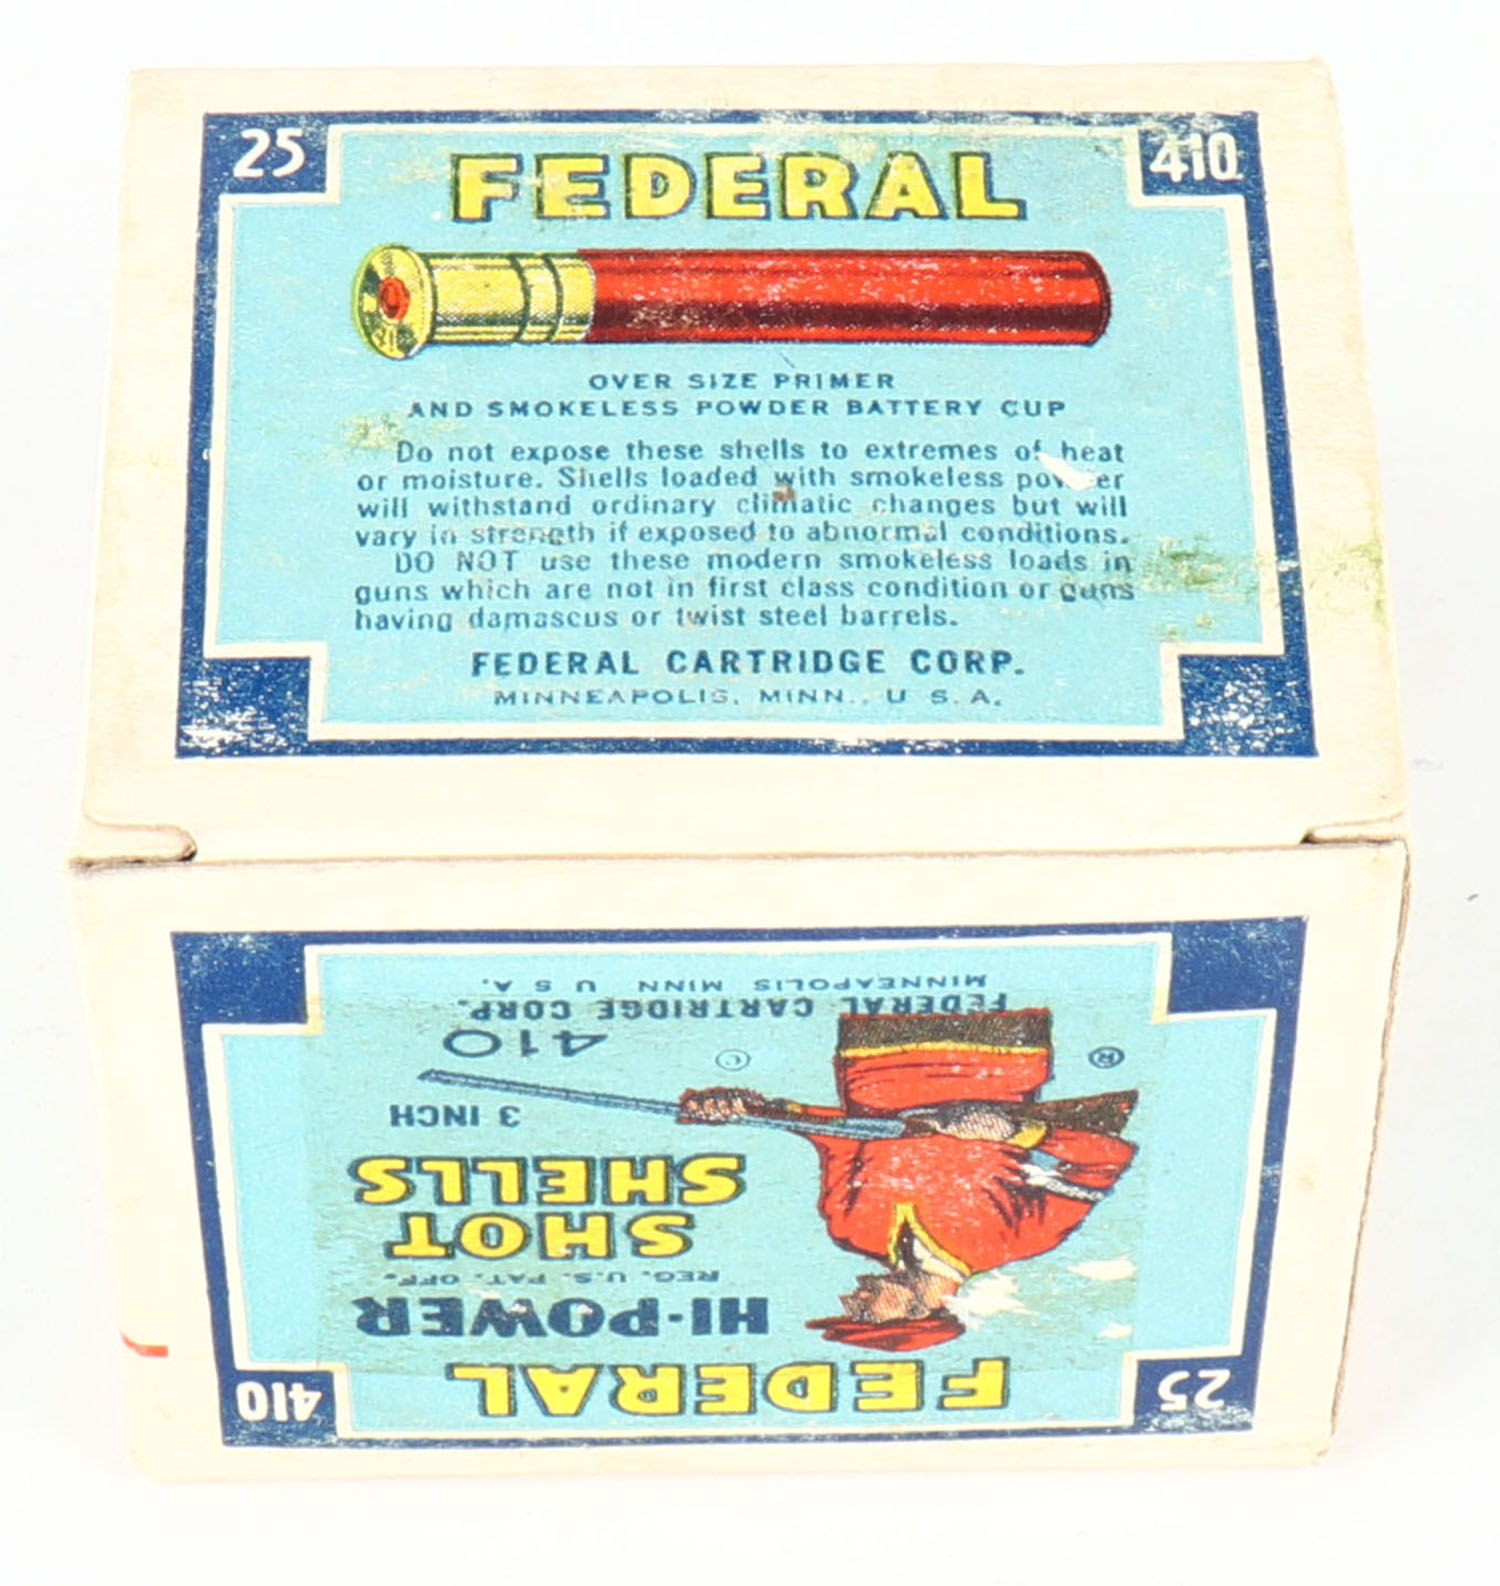 25
410
FEDERAL
OVER SIZE PRIMER
AND SMOKELESS POWDER BATTERY CUP
Do not expose these shells to extremes of heat
or moisture. Shells loaded with smokeless powder
will withstand ordinary climatic changes but will
vary in strength if exposed to abnormal conditions.
DO NOT use these modern smokeless loads in
guns which are not in first class condition or guns
having damascus or twist steel barrels.
FEDERAL CARTRIDGE CORP.
MINNEAPOLIS, MINN., U S. A.
25
410
FEDERAL
HI-POWER
REG. U.S. PAT. OFF.
SHOT
SHELLS
3 INCH
410
® ©
FEDERAL CARTRIDGE CORP.
MINNEAPOLIS MINN U S A.